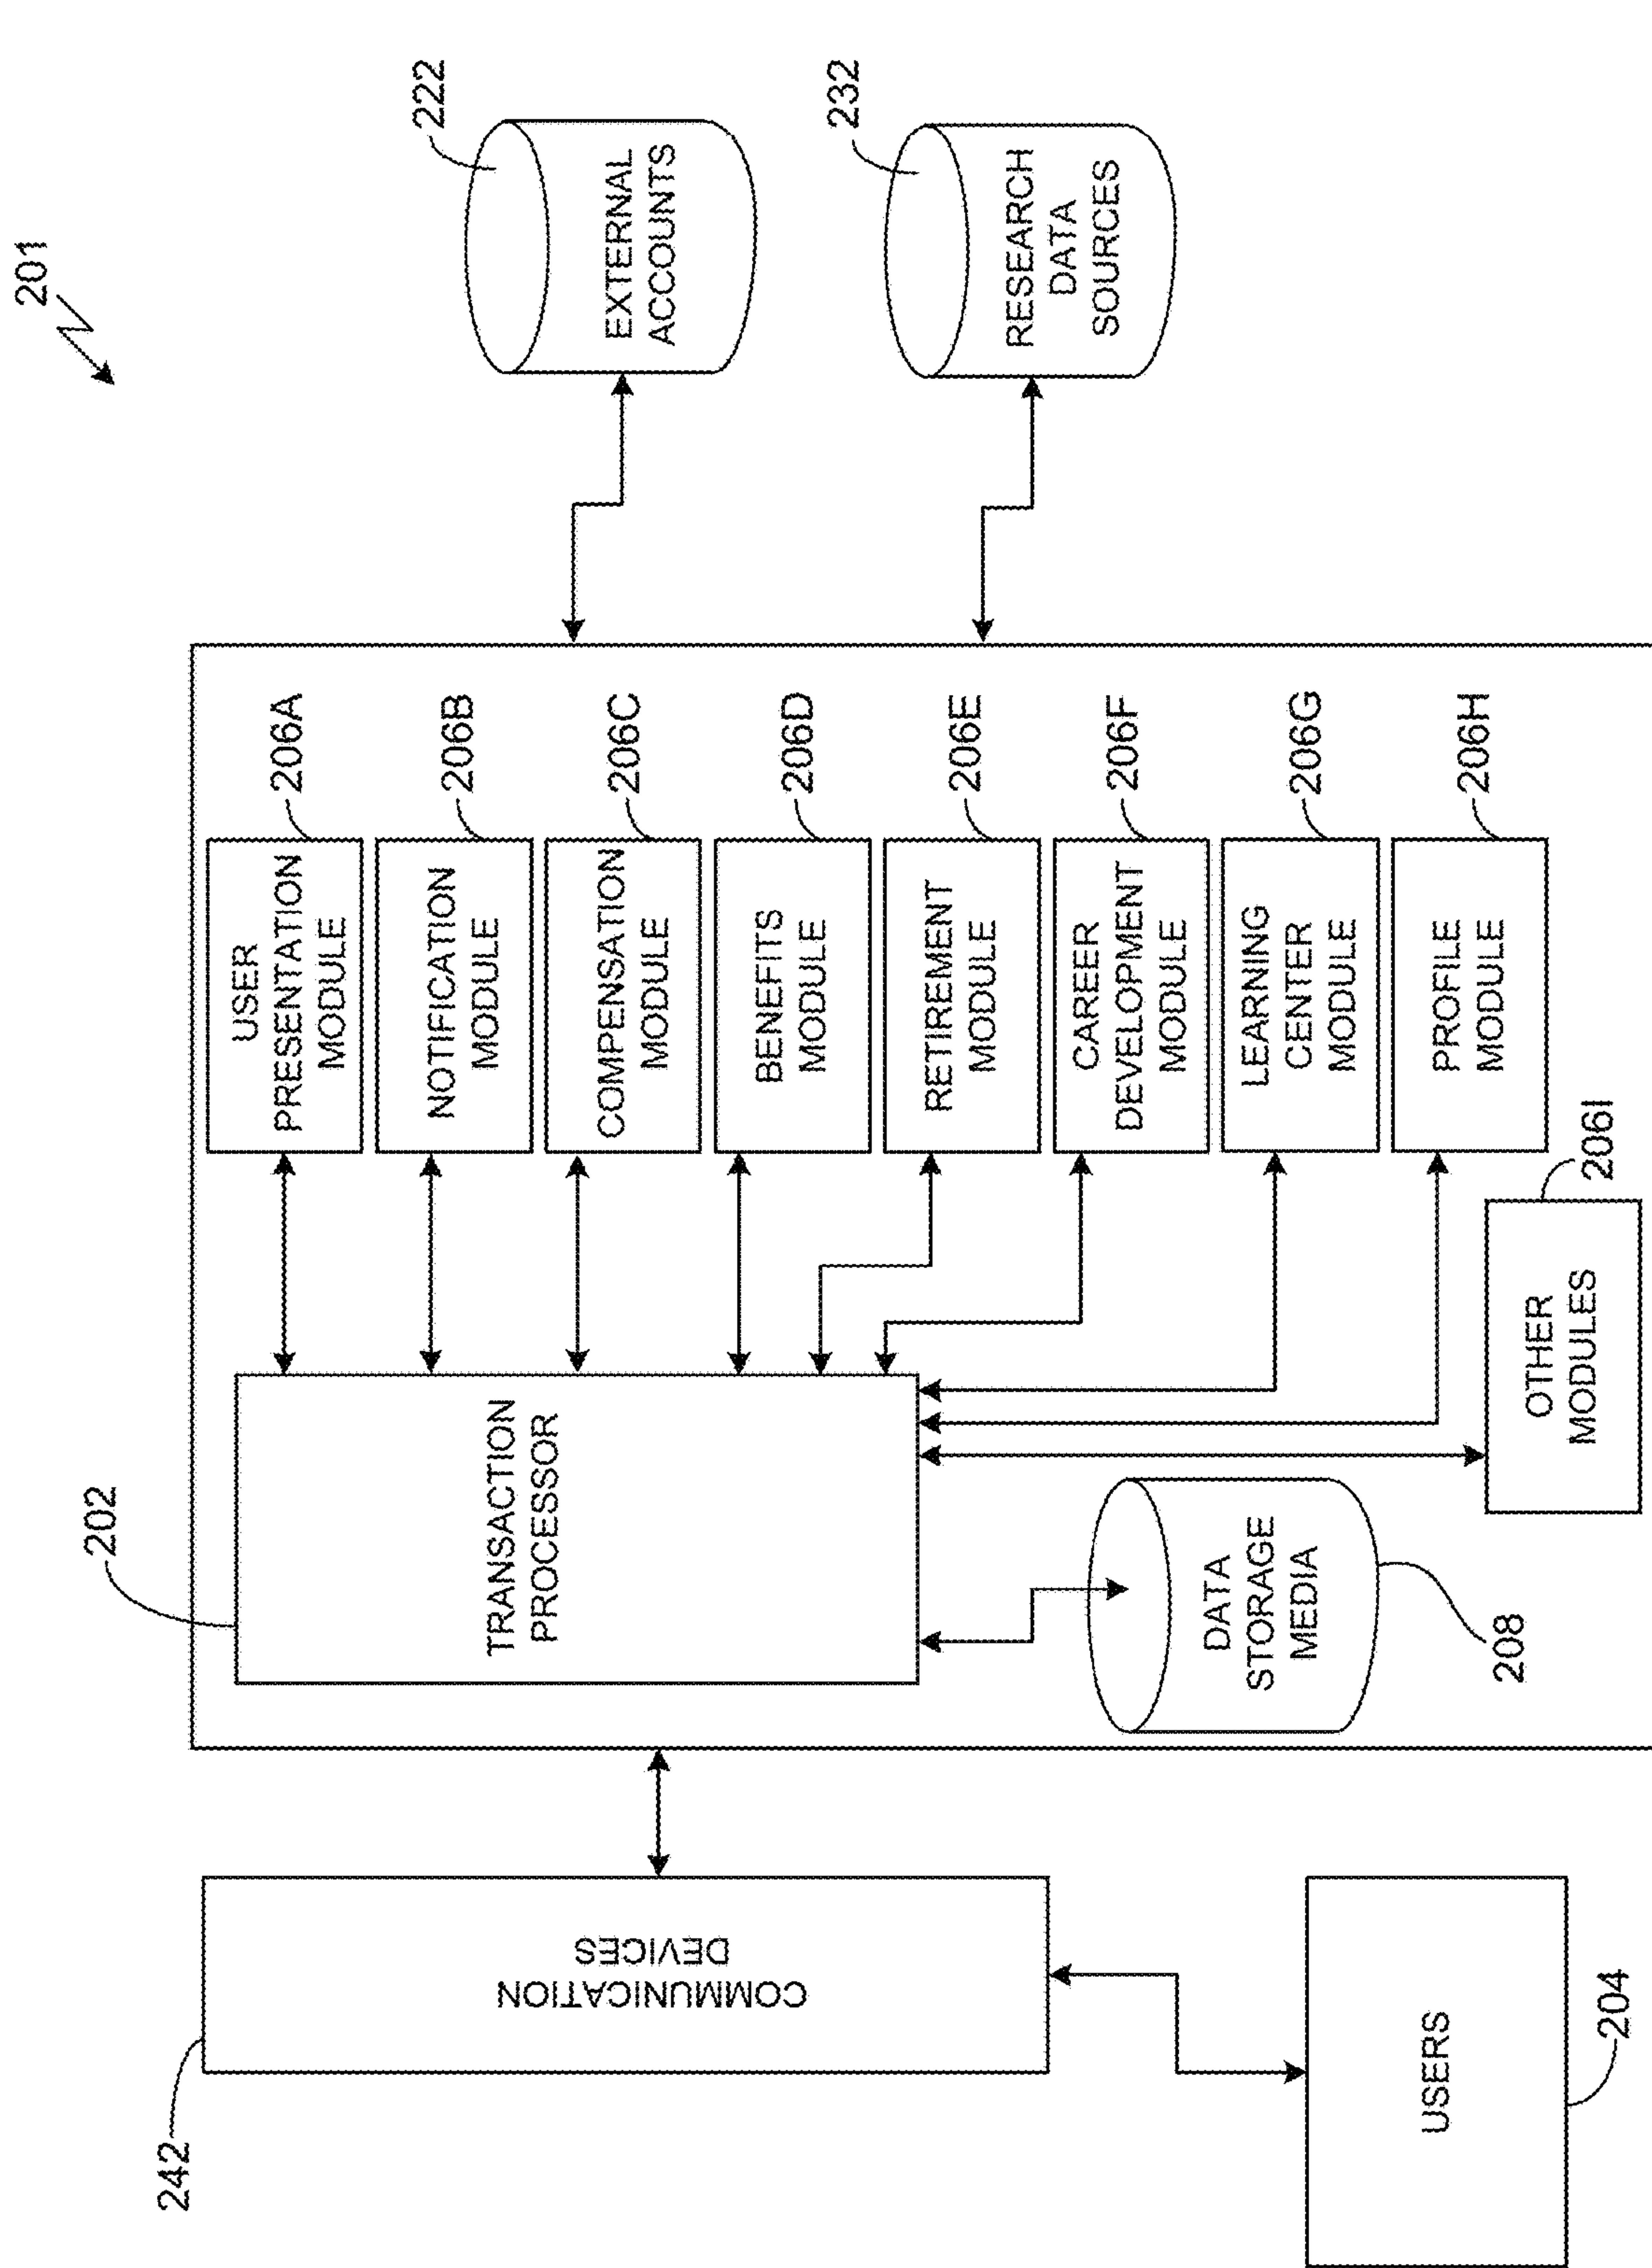 201
242
COMMUNICATION
DEVICES
USERS
204
202
TRANSACTION
PROCESSOR
DATA
STORAGE
MEDIA
208
USER
PRESENTATION
MODULE
206A
NOTIFICATION
MODULE
206B
COMPENSATION
MODULE
206C
BENEFITS
MODULE
206D
RETIREMENT
MODULE
206E
CAREER
DEVELOPMENT
MODULE
206F
LEARNING
CENTER
MODULE
206G
PROFILE
MODULE
206H
OTHER
MODULES
206I
EXTERNAL
ACCOUNTS
222
RESEARCH
DATA
SOURCES
232